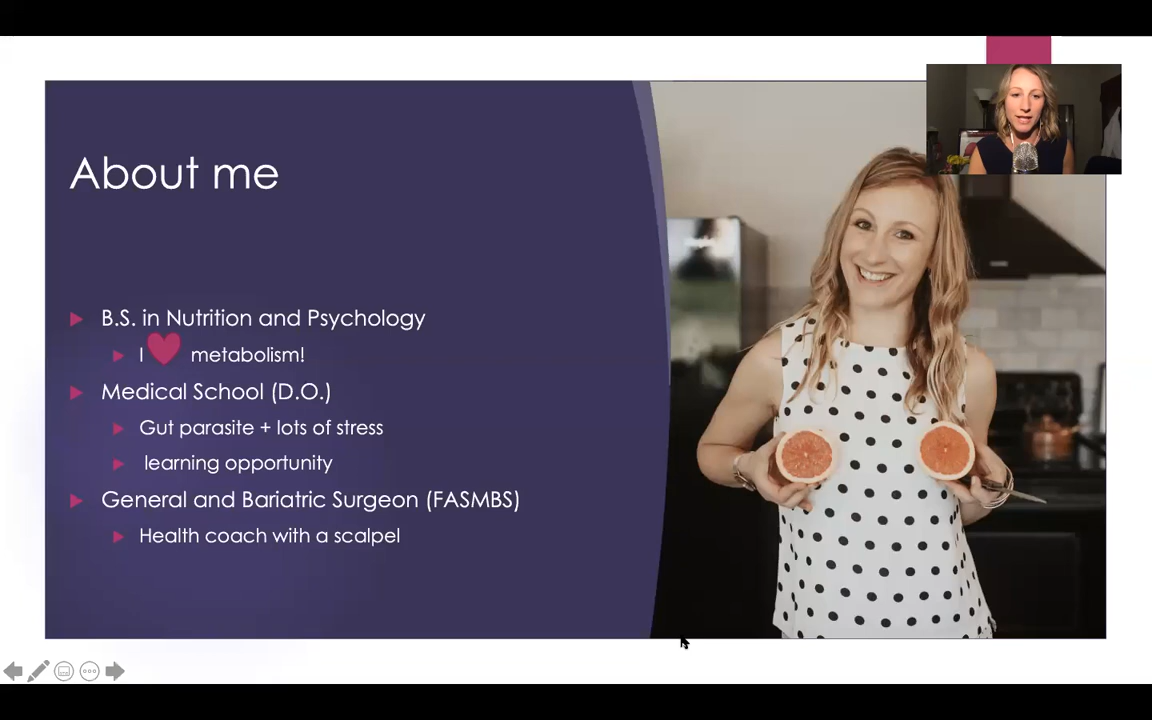 About me
B.S. in Nutrition and Psychology
I metabolism!
Medical School (D.O.)
Gut parasite + lots of stress
learning opportunity
General and Bariatric Surgeon (FASMBS)
Health coach with a scalpel